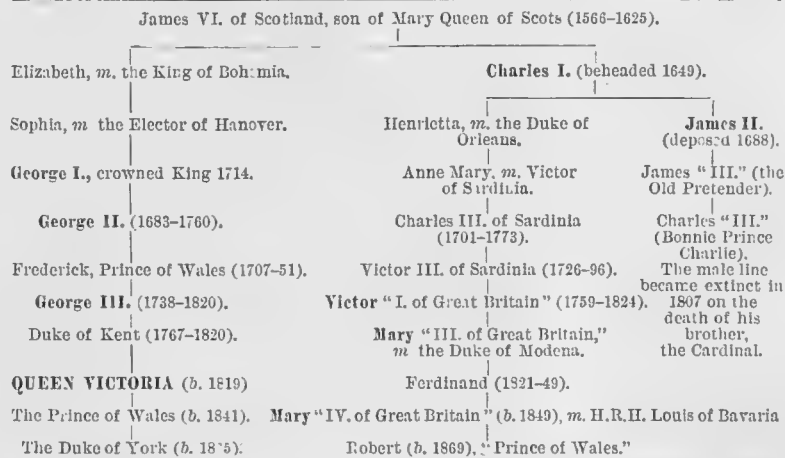 James VI. of Scotland, son of Mary Queen of Scots (1566-1625).
Elizabeth, m. the King of Bohemia.
Charles I. (beheaded 1649).
Sophia, m the Elector of Hanover.
Henrietta, m. the Duke of
Orleans.
James II.
(deposed 1688).
George I., crowned King 1714.
Anne Mary, m. Victor
of Sardinia.
James "III." (the
Old Pretender).
George II. (1683-1760).
Charles III. of Sardinia
(1701-1773).
Charles "III."
(Bonnie Prince
Charlie).
Frederick, Prince of Wales (1707-51).
Victor III. of Sardinia (1726-96).
The male line
became extinct in
1807 on the
death of his
brother,
the Cardinal.
George III. (1738-1820).
Victor "I. of Great Britain" (1759-1824).
Duke of Kent (1767-1820).
Mary "III. of Great Britain,"
m the Duke of Modena.
QUEEN VICTORIA (b. 1819)
Ferdinand (1821-49).
The Prince of Wales (b. 1841).
Mary "IV. of Great Britain" (b. 1849), m. H.R.H. Louis of Bavaria
The Duke of York (b.
Robert (b. 1869), "Prince of Wales."